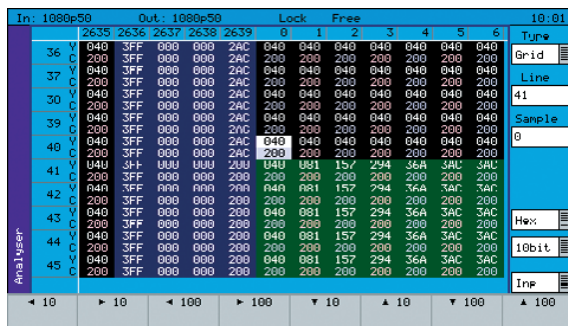 In: 1080p50 Out: 1080p50 Lock Free 10:01
2635 2636 2637 2638 2639 0 1 2 3 4 5 6
36 Y 040 3FF 000 000 2AC 040 040 040 040 040 040 040
C 200 3FF 000 000 2AC 200 200 200 200 200 200 200
37 Y 040 3FF 000 000 2AC 040 040 040 040 040 040 040
C 200 3FF 000 000 2AC 200 200 200 200 200 200 200
30 Y 040 3FF 000 000 2AC 040 040 040 040 040 040 040
C 200 3FF 000 000 2AC 200 200 200 200 200 200 200
39 Y 040 3FF 000 000 2AC 040 040 040 040 040 040 040
C 200 3FF 000 000 2AC 200 200 200 200 200 200 200
40 Y 040 3FF 000 000 2AC 040 040 040 040 040 040 040
C 200 3FF 000 000 2AC 200 200 200 200 200 200 200
41 Y 040 3FF 000 000 200 040 081 157 294 36A 3AC 3AC
C 200 3FF 000 000 200 200 200 200 200 200 200 200
42 Y 040 3FF 000 000 200 040 081 157 294 36A 3AC 3AC
C 200 3FF 000 000 200 200 200 200 200 200 200 200
43 Y 040 3FF 000 000 200 040 081 157 294 36A 3AC 3AC
C 200 3FF 000 000 200 200 200 200 200 200 200 200
44 Y 040 3FF 000 000 200 040 081 157 294 36A 3AC 3AC
C 200 3FF 000 000 200 200 200 200 200 200 200 200
45 Y 040 3FF 000 000 200 040 081 157 294 36A 3AC 3AC
C 200 3FF 000 000 200 200 200 200 200 200 200 200
Analyser
Type
Grid
Line
41
Sample
0
Hex
10bit
Inp
◄ 10 ► 10 ◄ 100 ► 100 ▼ 10 ▲ 10 ▼ 100 ▲ 100